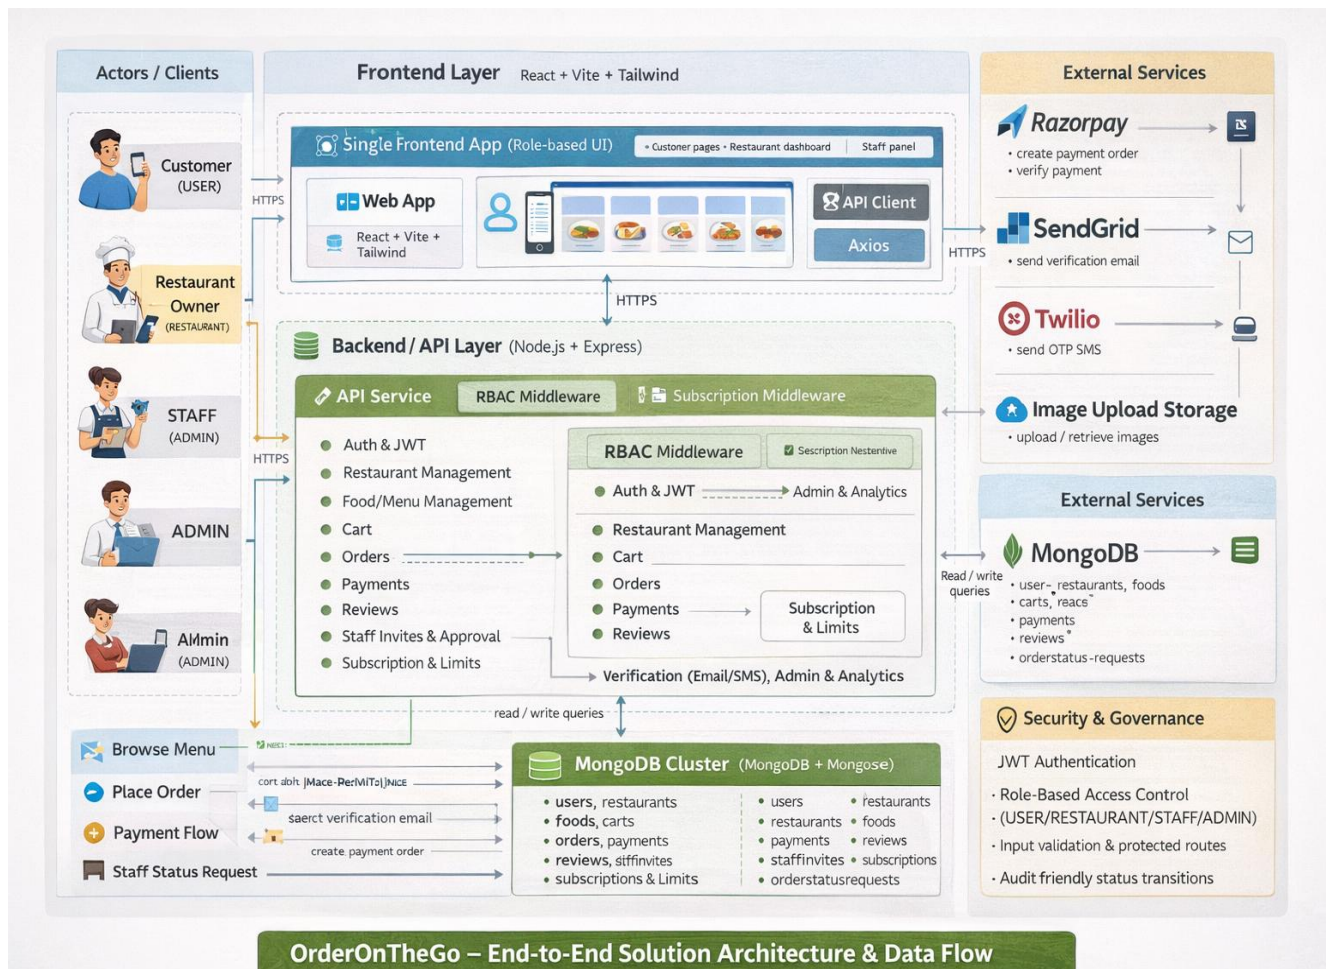 Actors / Clients
Customer
(USER)
Restaurant
Owner
(RESTAURANT)
STAFF
(ADMIN)
ADMIN
(ADMIN)
HTTPS
HTTPS
Frontend Layer React + Vite + Tailwind
Single Frontend App (Role-based UI)
• Customer pages • Restaurant dashboard | Staff panel
Web App
React + Vite +
Tailwind
API Client
Axios
HTTPS
HTTPS
Backend / API Layer (Node.js + Express)
API Service
RBAC Middleware
Subscription Middleware
Auth & JWT
Restaurant Management
Food/Menu Management
Cart
Orders
Payments
Reviews
Staff Invites & Approval
Subscription & Limits
RBAC Middleware
Auth & JWT
Admin & Analytics
Restaurant Management
Cart
Orders
Payments
Reviews
Subscription
& Limits
Verification (Email/SMS), Admin & Analytics
read / write queries
Browse Menu
Place Order
Payment Flow
Staff Status Request
verification email
create payment order
MongoDB Cluster (MongoDB + Mongose)
• users, restaurants
• foods, carts
• orders, payments
• reviews, siffinvites
• subscriptions & Limits
• users
• restaurants
• payments
• staffinvites
• orderstatusrequests
• restaurants
• foods
• reviews
• subscriptions
External Services
Razorpay
• create payment order
• verify payment
SendGrid
• send verification email
Twilio
• send OTP SMS
Image Upload Storage
• upload / retrieve images
External Services
MongoDB
Read / write
queries
• user-, restaurants, foods
• carts,
• payments
• reviews
• orderstatus-requests
Security & Governance
JWT Authentication
• Role-Based Access Control
• (USER/RESTAURANT/STAFF/ADMIN)
• Input validation & protected routes
• Audit friendly status transitions
OrderOnTheGo – End-to-End Solution Architecture & Data Flow